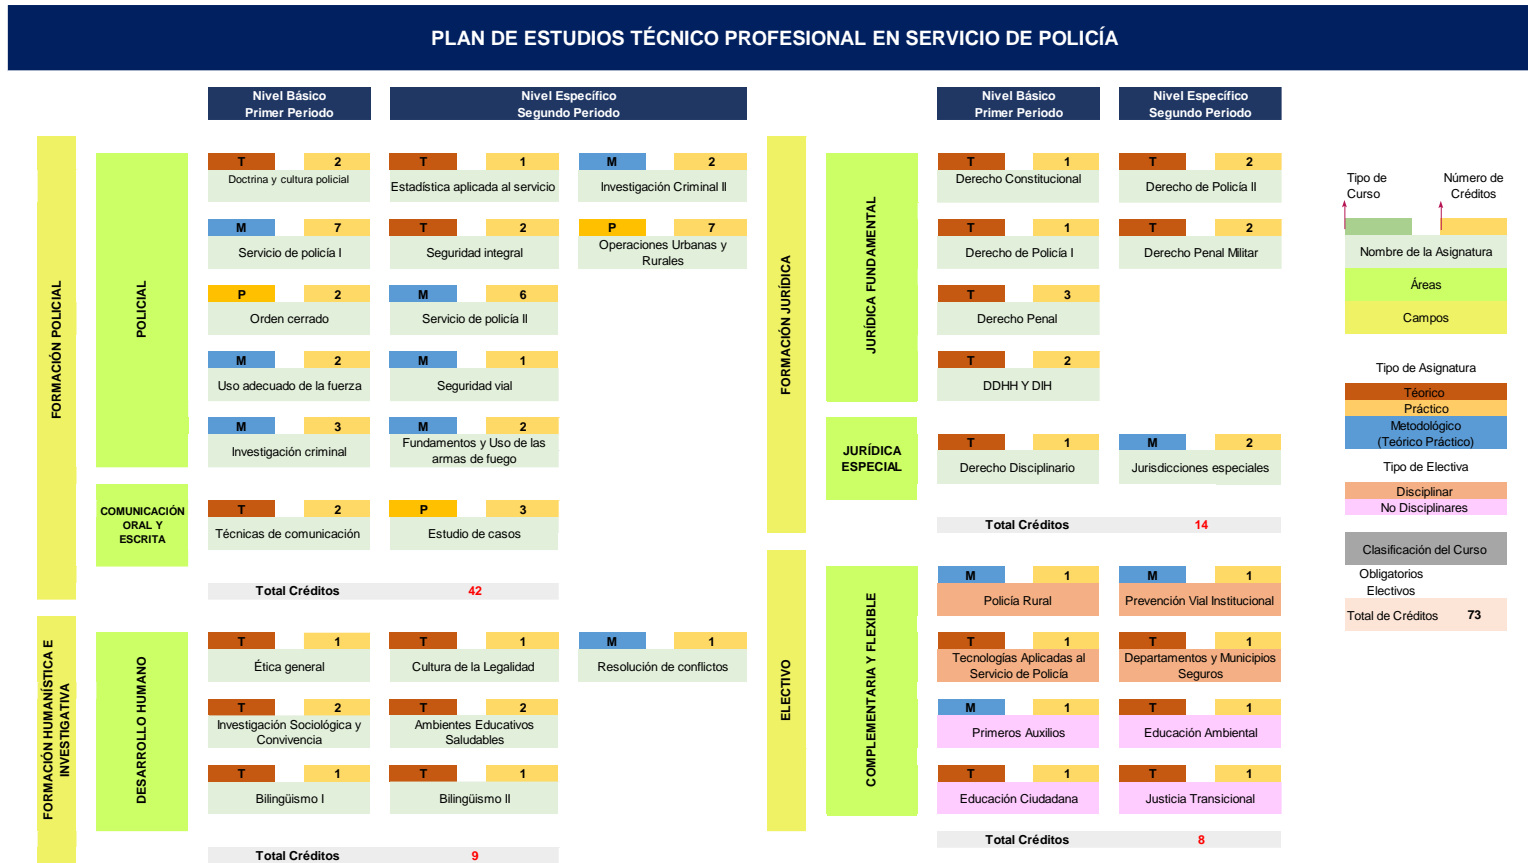 PLAN DE ESTUDIOS TÉCNICO PROFESIONAL EN SERVICIO DE POLICÍA
Nivel Básico
Primer Periodo
Nivel Específico
Segundo Periodo
FORMACIÓN POLICIAL
POLICIAL
T 2
Doctrina y cultura policial
T 1
Estadística aplicada al servicio
M 2
Investigación Criminal II
M 7
Servicio de policía I
T 2
Seguridad integral
P 7
Operaciones Urbanas y
Rurales
P 2
Orden cerrado
M 6
Servicio de policía II
M 2
Uso adecuado de la fuerza
M 1
Seguridad vial
M 3
Investigación criminal
M 2
Fundamentos y Uso de las
armas de fuego
COMUNICACIÓN
ORAL Y
ESCRITA
T 2
Técnicas de comunicación
P 3
Estudio de casos
Total Créditos 42
FORMACIÓN HUMANÍSTICA E
INVESTIGATIVA
DESARROLLO HUMANO
T 1
Ética general
T 1
Cultura de la Legalidad
M 1
Resolución de conflictos
T 2
Investigación Sociológica y
Convivencia
T 2
Ambientes Educativos
Saludables
T 1
Bilingüismo I
T 1
Bilingüismo II
Total Créditos 9
Nivel Básico
Primer Periodo
Nivel Específico
Segundo Periodo
FORMACIÓN JURÍDICA
JURÍDICA FUNDAMENTAL
T 1
Derecho Constitucional
T 2
Derecho de Policía II
T 1
Derecho de Policía I
T 2
Derecho Penal Militar
T 3
Derecho Penal
T 2
DDHH Y DIH
JURÍDICA
ESPECIAL
T 1
Derecho Disciplinario
M 2
Jurisdicciones especiales
Total Créditos 14
ELECTIVO
COMPLEMENTARIA Y FLEXIBLE
M 1
Policía Rural
M 1
Prevención Vial Institucional
T 1
Tecnologías Aplicadas al
Servicio de Policía
T 1
Departamentos y Municipios
Seguros
M 1
Primeros Auxilios
T 1
Educación Ambiental
T 1
Educación Ciudadana
T 1
Justicia Transicional
Total Créditos 8
Tipo de
Curso
Número de
Créditos
Nombre de la Asignatura
Áreas
Campos
Tipo de Asignatura
Téorico
Práctico
Metodológico
(Teórico Práctico)
Tipo de Electiva
Disciplinar
No Disciplinares
Clasificación del Curso
Obligatorios
Electivos
Total de Créditos 73